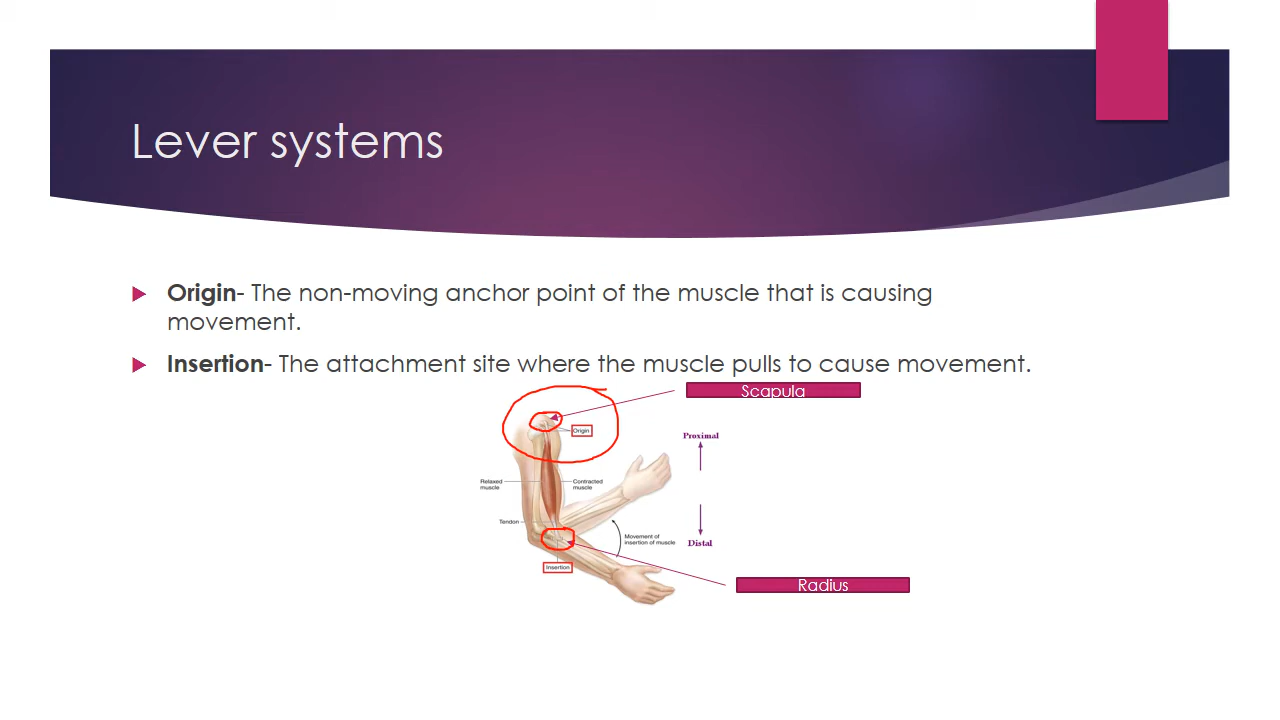 Lever systems
Origin- The non-moving anchor point of the muscle that is causing
movement.
Insertion- The attachment site where the muscle pulls to cause movement.
Scapula
Origin
Proximal
Relaxed
muscle
Contracted
muscle
Tendon
Movement of
insertion of muscle
Distal
Insertion
Radius